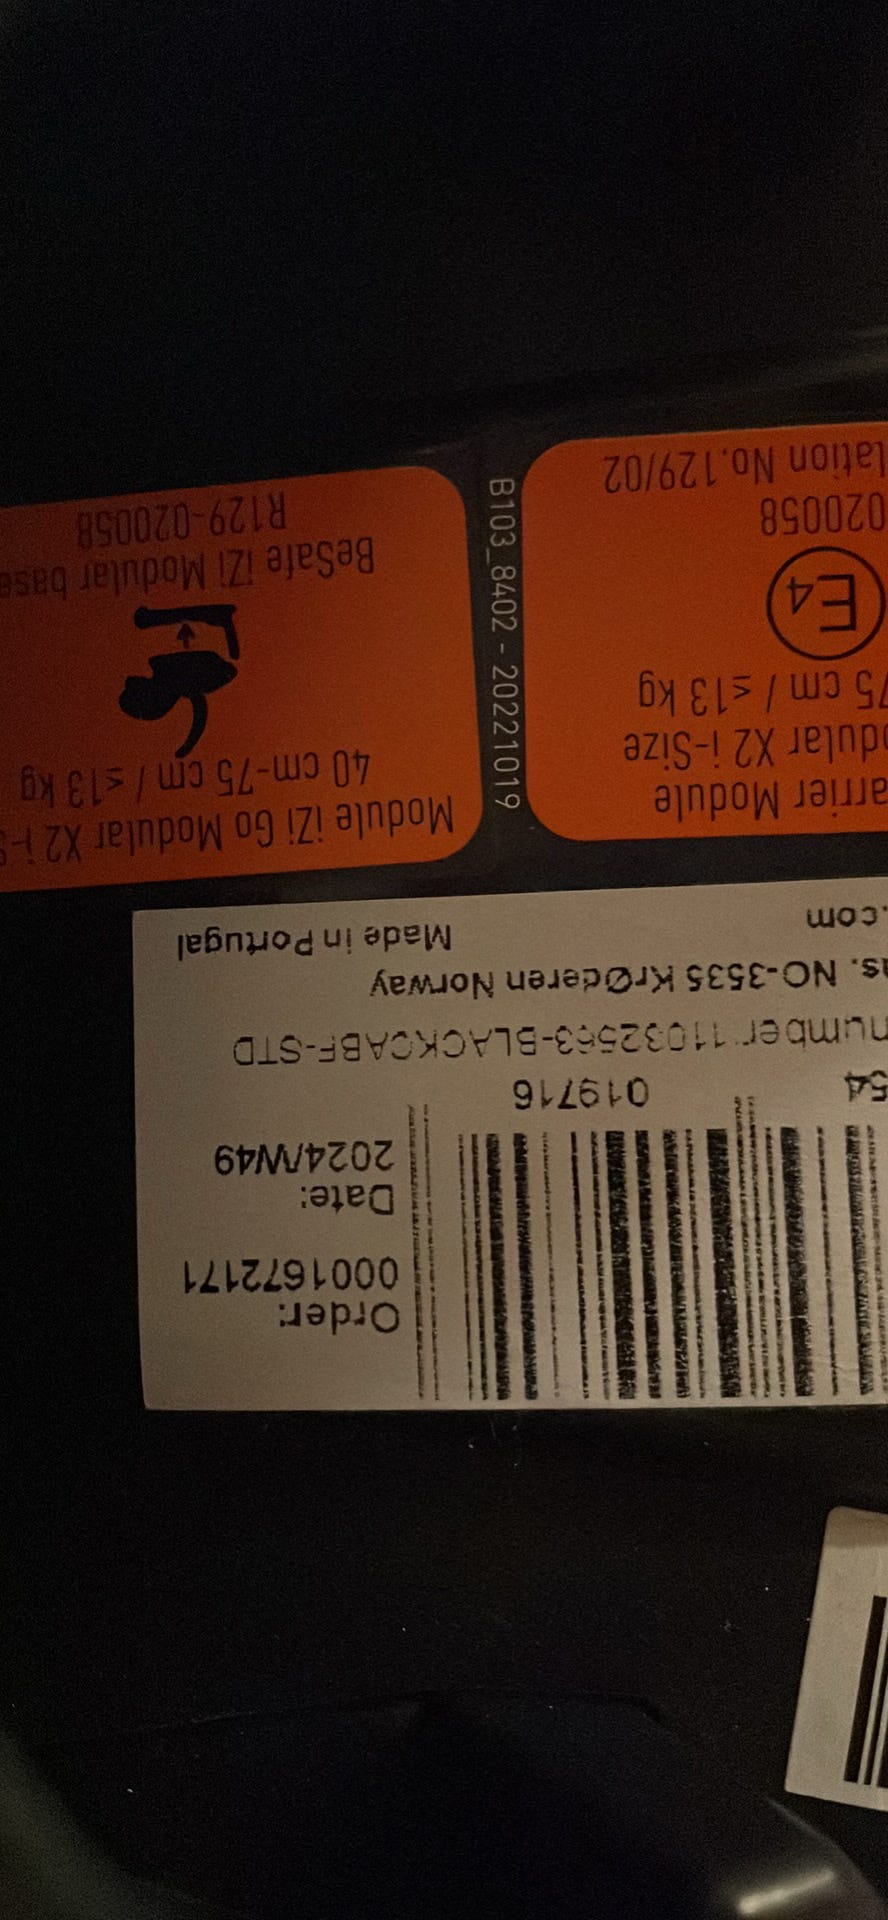 Order:
0001672171
Date:
2024/W49
54
019716
number 11032563-BLACKCABF-STD
as. NO-3535 KrØderen Norway
.com
Made in Portugal
arrier Module
dular X2 i-Size
75 cm / ≤13 kg
E4
020058
lation No.129/02
B103_8402 - 20221019
Module iZi Go Modular X2 i-S
40 cm-75 cm / ≤13 kg
BeSafe iZi Modular base
R129-020058